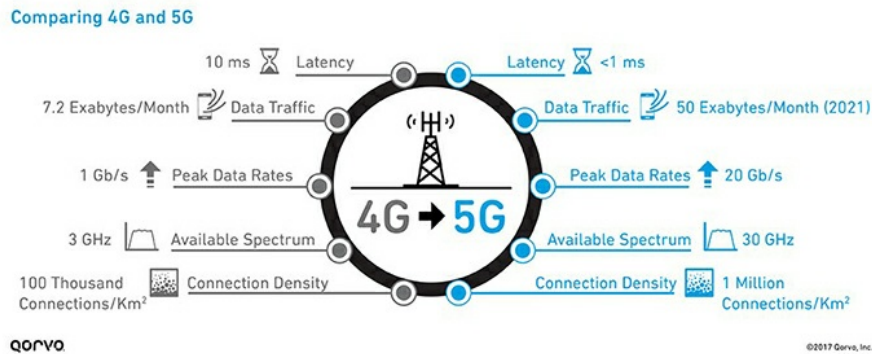 Comparing 4G and 5G
10 ms Latency
Latency <1 ms
7.2 Exabytes/Month Data Traffic
Data Traffic 50 Exabytes/Month (2021)
1 Gb/s Peak Data Rates
Peak Data Rates 20 Gb/s
4G 5G
3 GHz Available Spectrum
Available Spectrum 30 GHz
100 Thousand
Connections/Km² Connection Density
Connection Density 1 Million
Connections/Km²
QORVO
©2017 Qorvo, Inc.